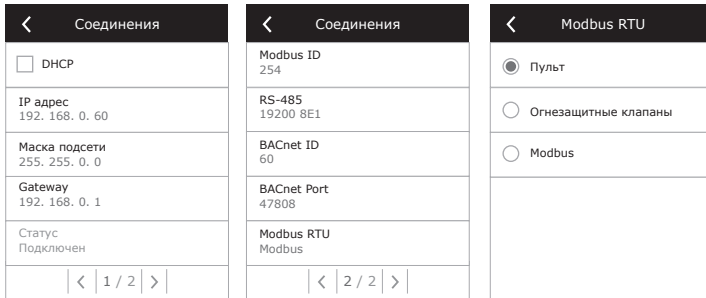 Соединения
DHCP
IP адрес
192. 168. 0. 60
Маска подсети
255. 255. 0. 0
Gateway
192. 168. 0. 1
Статус
Подключен
1 / 2
Соединения
Modbus ID
254
RS-485
19200 8E1
BACnet ID
60
BACnet Port
47808
Modbus RTU
Modbus
2 / 2
Modbus RTU
Пульт
Огнезащитные клапаны
Modbus